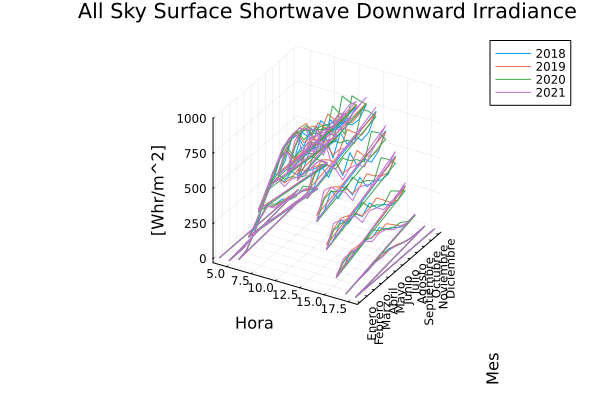 All Sky Surface Shortwave Downward Irradiance
2018
2019
2020
2021
[Whr/m^2]
1000
750
500
250
0
5.0
7.5
10.0
12.5
15.0
17.5
Hora
Enero
Febrero
Marzo
Abril
Mayo
Junio
Julio
Agosto
Septiembre
Octubre
Noviembre
Diciembre
Mes